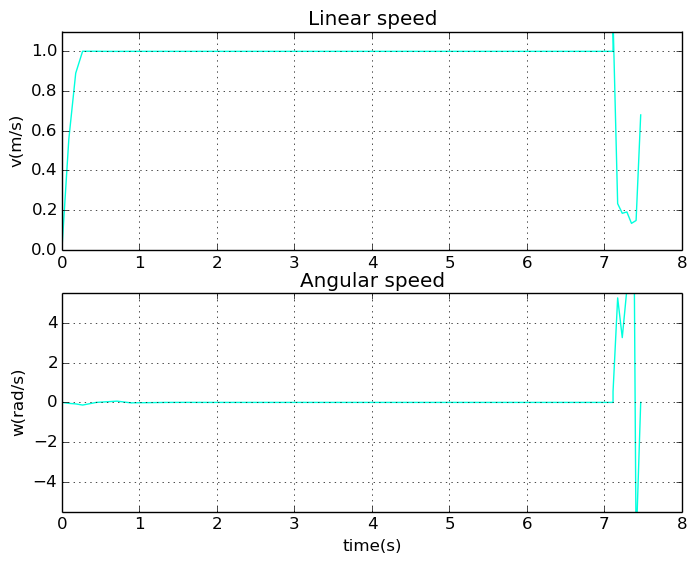 Linear speed
1.0
0.8
0.6
0.4
0.2
0.0
v(m/s)
0 1 2 3 4 5 6 7 8
Angular speed
4
2
0
−2
−4
w(rad/s)
0 1 2 3 4 5 6 7 8
time(s)